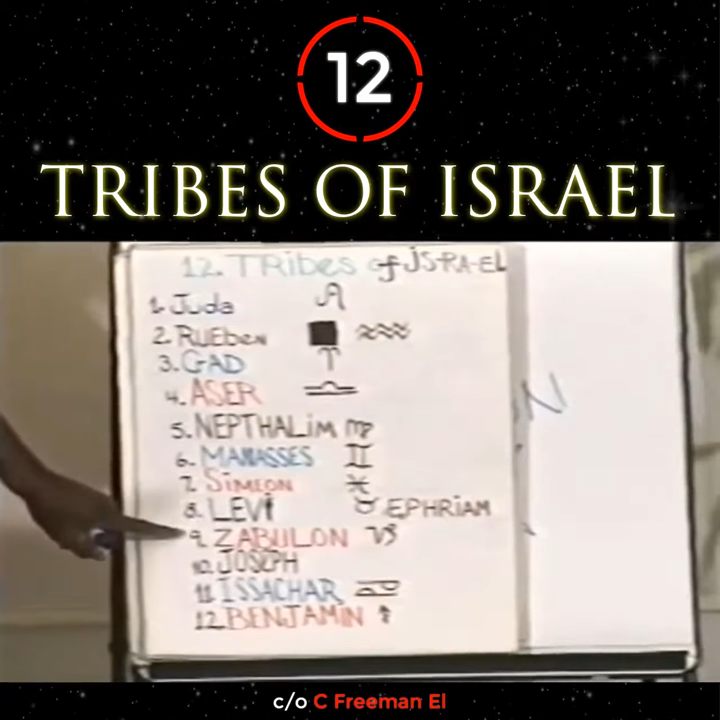 12
TRIBES OF ISRAEL
12. TRibes of iSRA-EL
1. Juda
2. RUEben
3. GAD
4. ASER
5. NEPTHALiM ♍
6. MANASSES ♊
7. SiMEON ♓
8. LEVi ♉ EPHRiAM
9. ZABULON ♑
10. JOSEPH
11 ISSACHAR
12. BENJAMIN
c/o C Freeman El